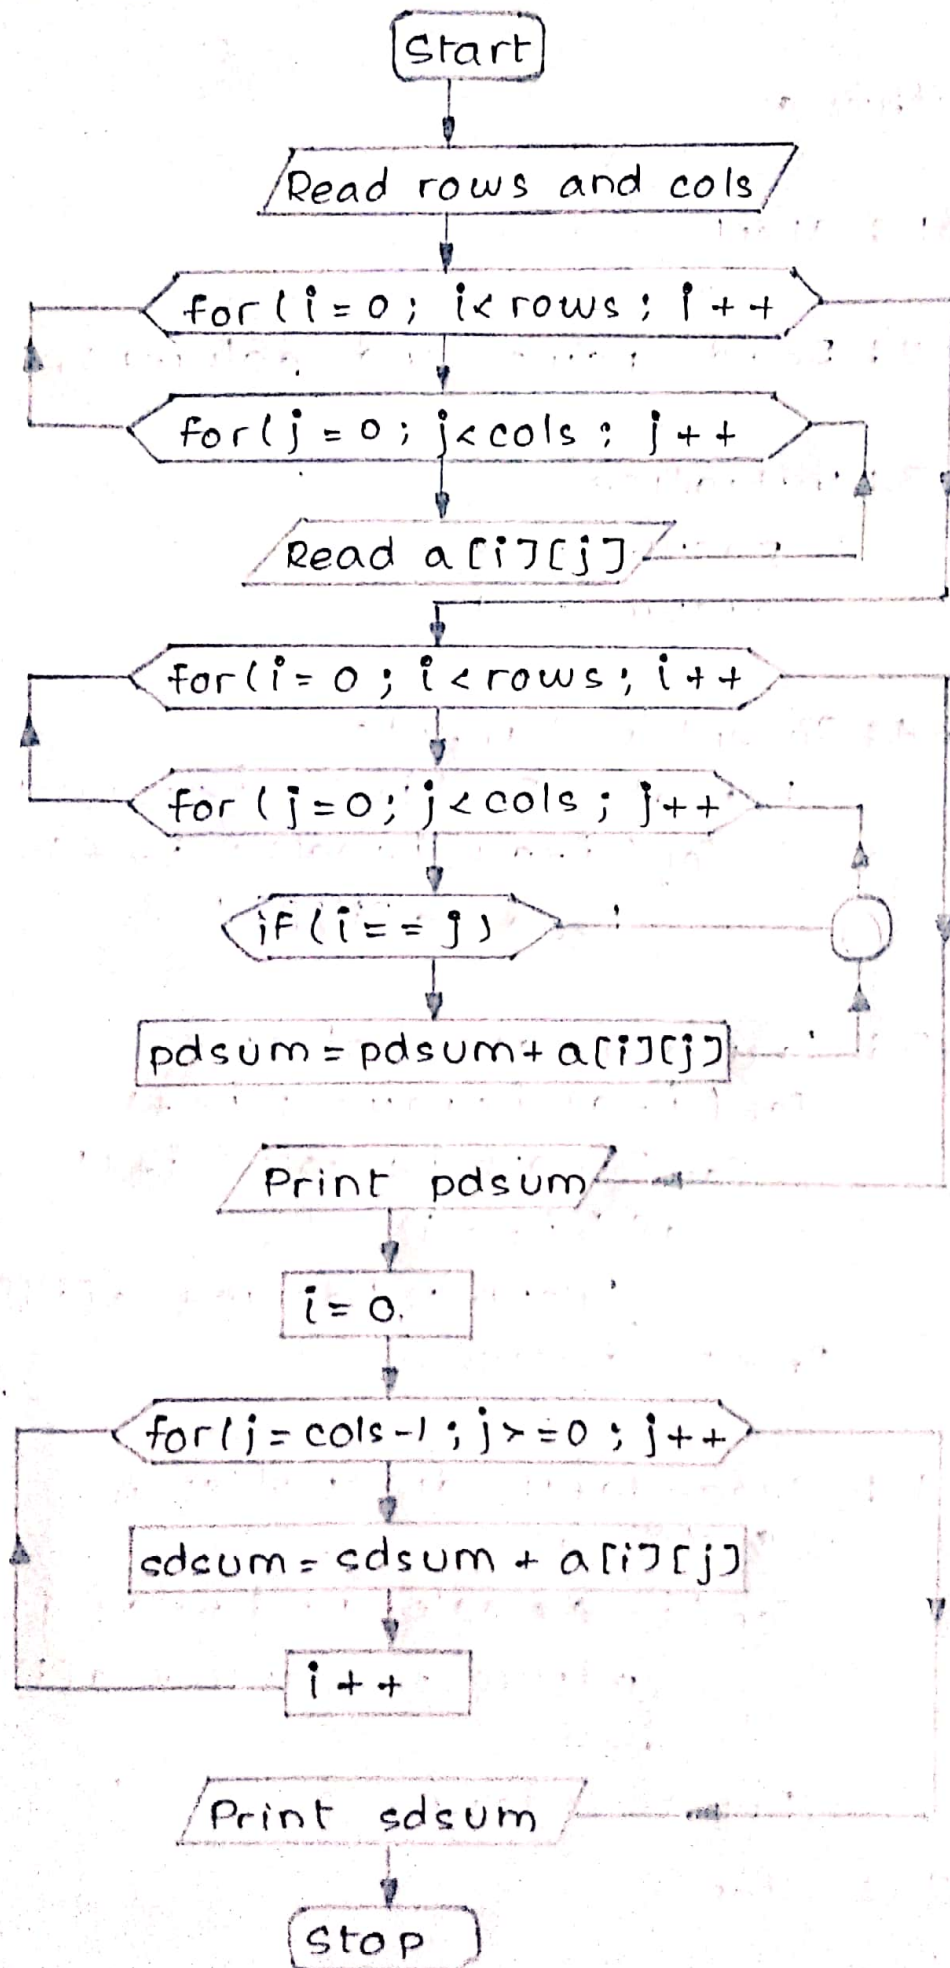 Start
Read rows and cols
for(i=0; i<rows; i++
for(j=0; j<cols; j++
Read a[i][j]
for(i=0; i<rows; i++
for(j=0; j<cols; j++
if(i==j)
pdsum=pdsum+a[i][j]
Print pdsum
i=0
for(j=cols-1; j>=0; j++
sdsum=sdsum+a[i][j]
i++
Print sdsum
Stop